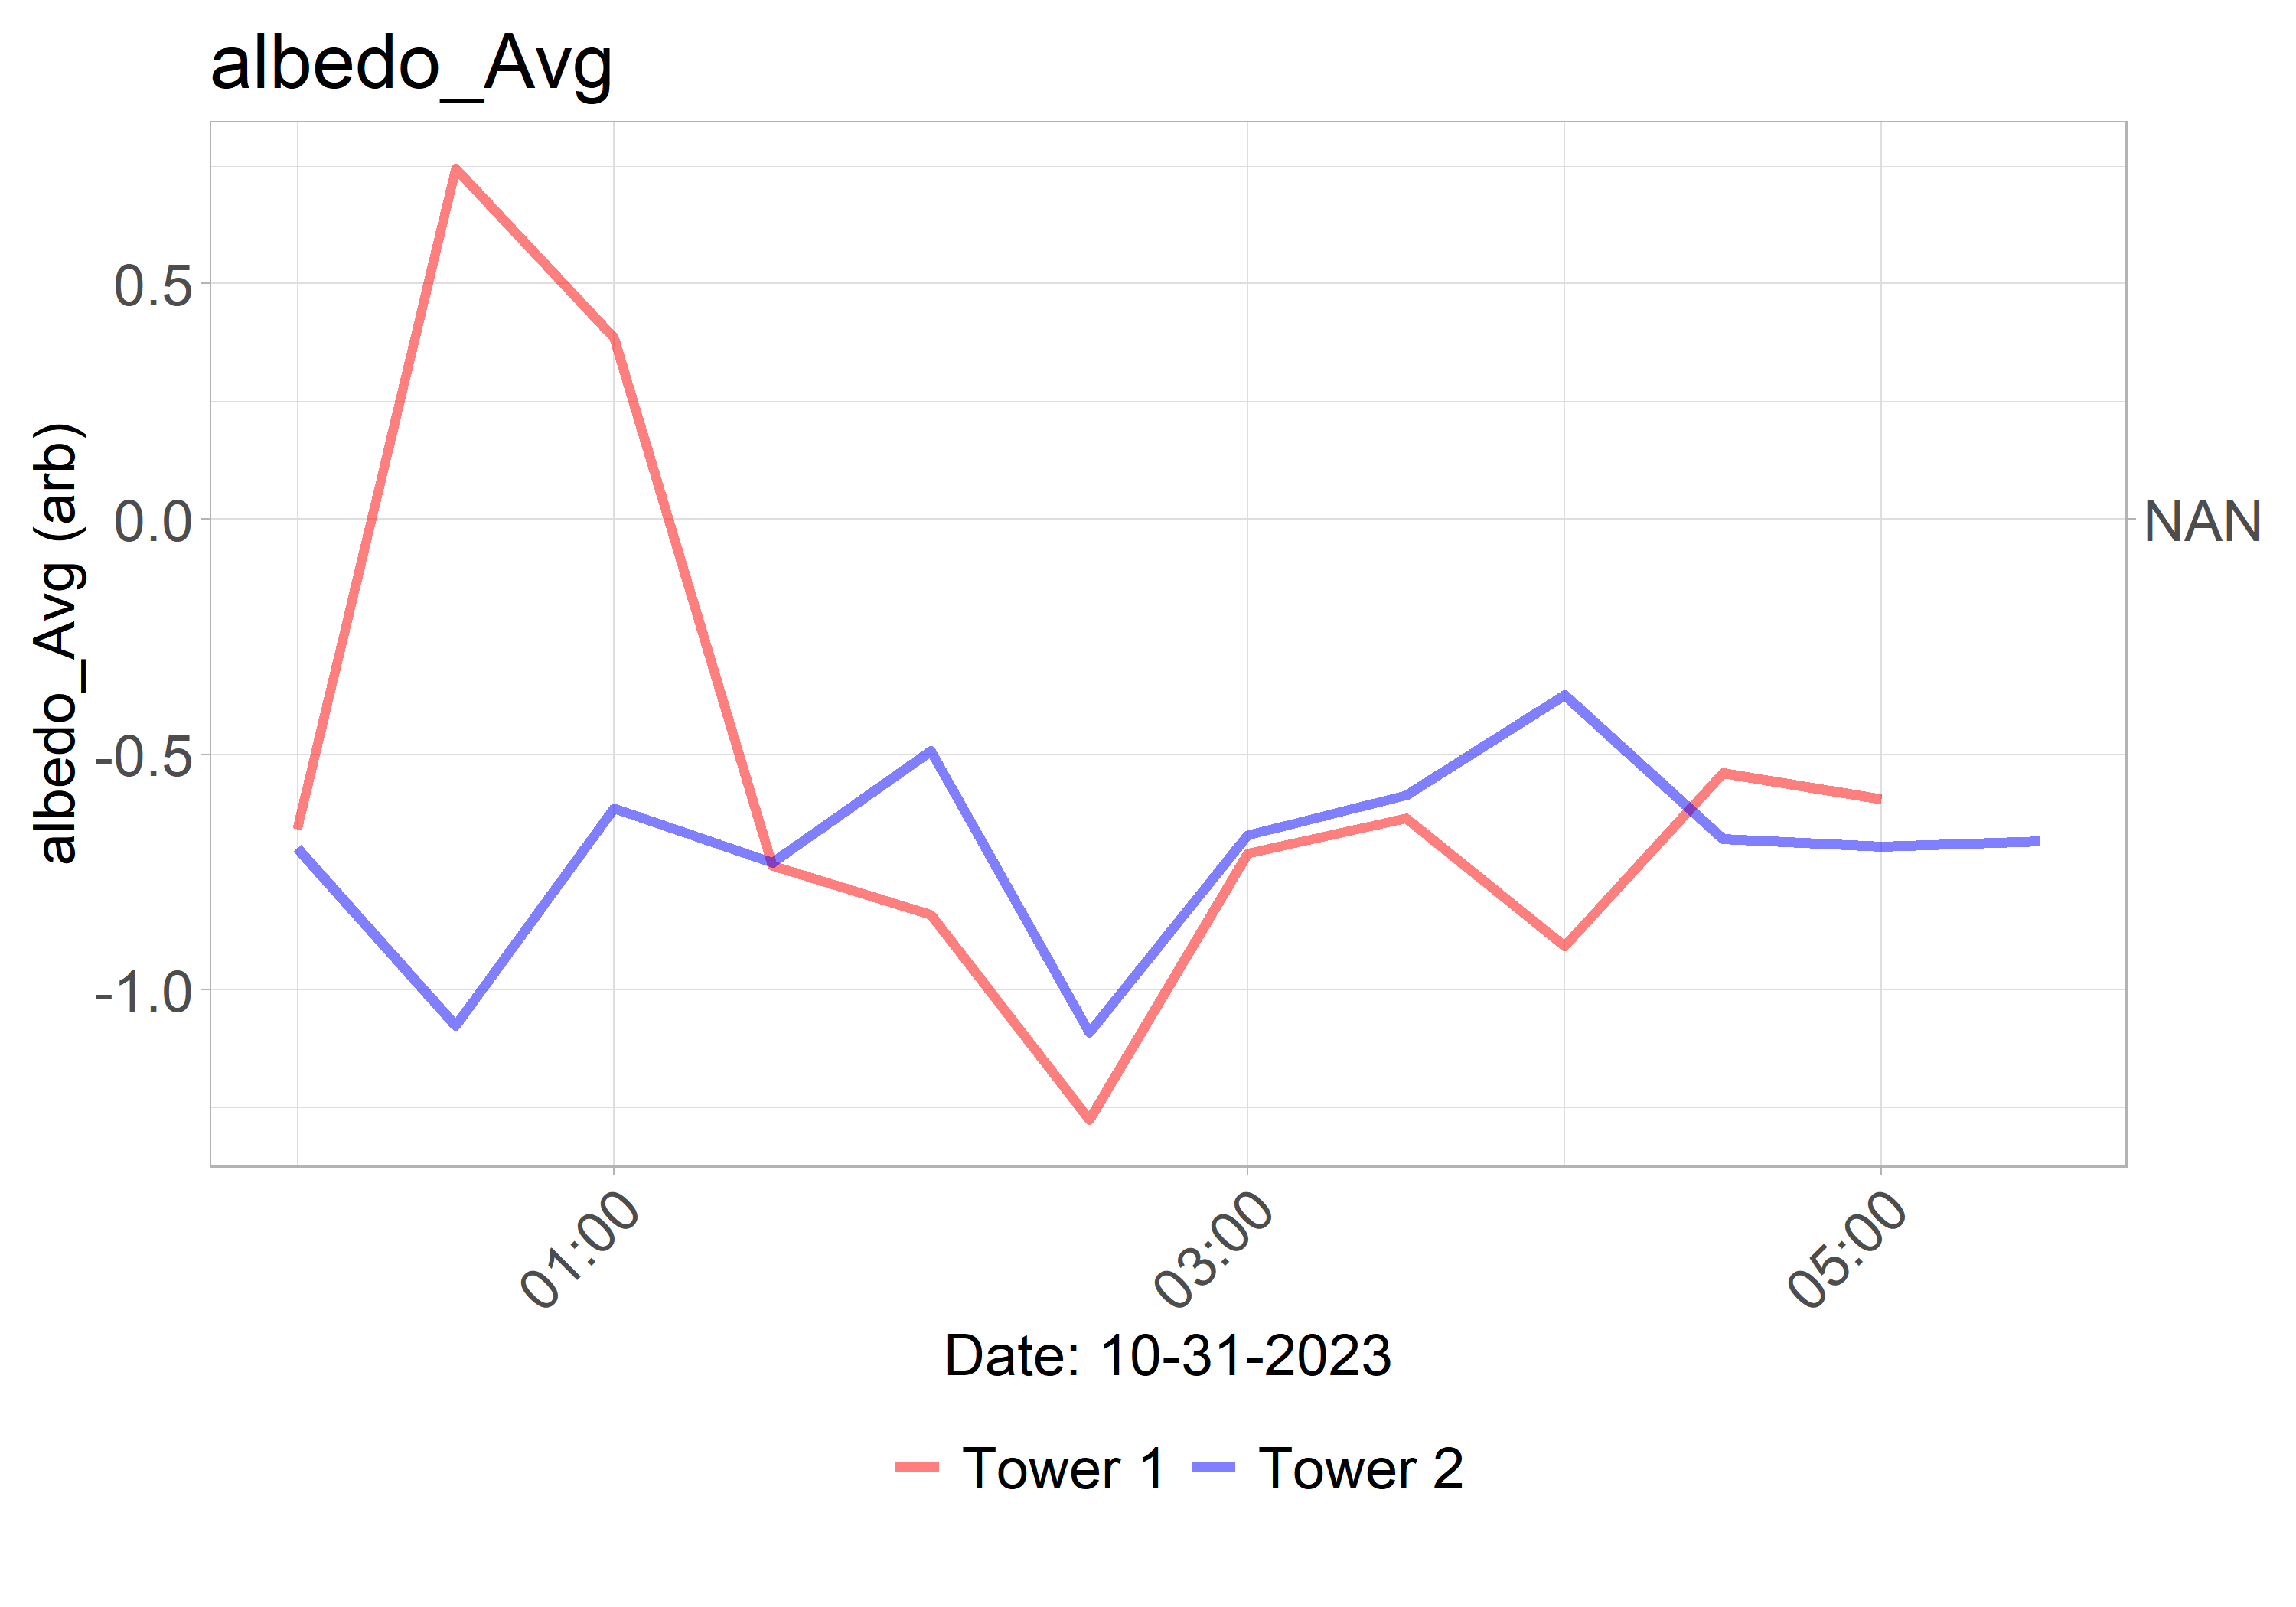 albedo_Avg
albedo_Avg (arb)
0.5
0.0
-0.5
-1.0
NAN
01:00
03:00
05:00
Date: 10-31-2023
Tower 1
Tower 2